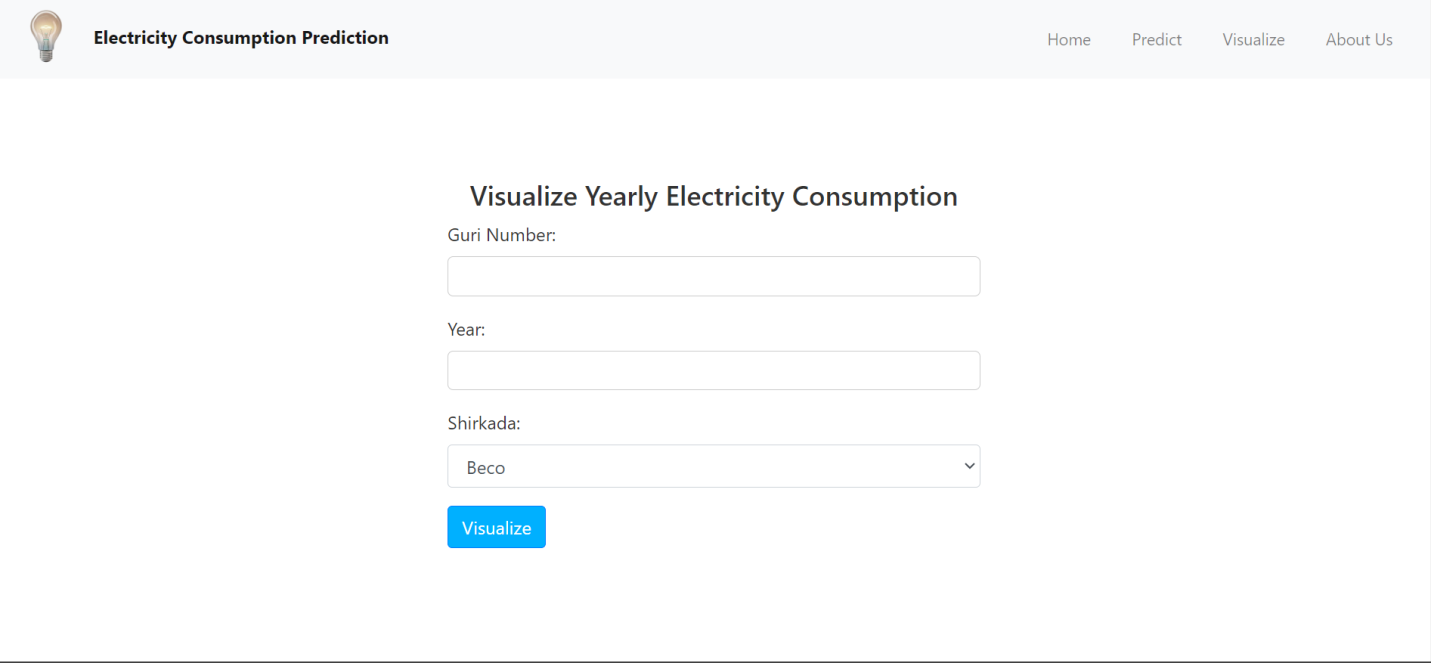 Electricity Consumption Prediction
Home Predict Visualize About Us
Visualize Yearly Electricity Consumption
Guri Number:
Year:
Shirkada:
Beco
Visualize